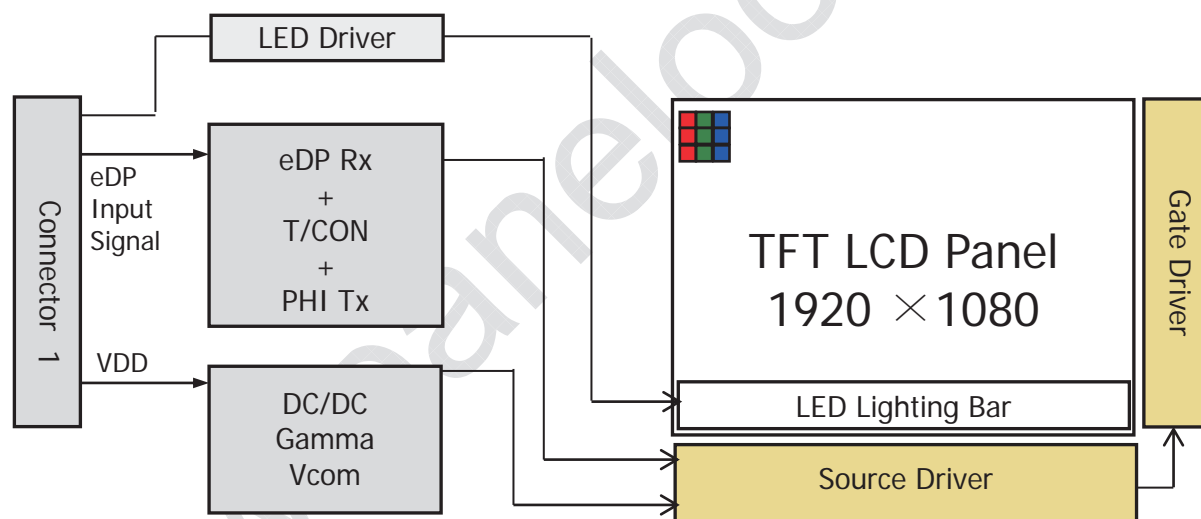 LED Driver
Connector 1
eDP
Input
Signal
eDP Rx
+
T/CON
+
PHI Tx
VDD
DC/DC
Gamma
Vcom
TFT LCD Panel
1920 ×1080
LED Lighting Bar
Source Driver
Gate Driver